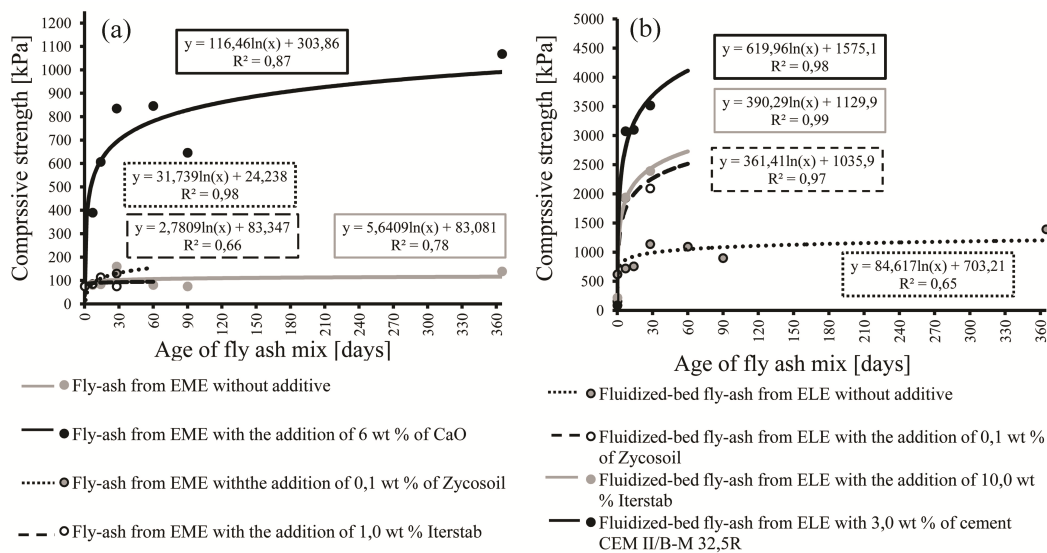 (a)
Comprssive strength [kPa]
1200
1100
1000
900
800
700
600
500
400
300
200
100
0
y = 116,46ln(x) + 303,86
R² = 0,87
y = 31,739ln(x) + 24,238
R² = 0,98
y = 2,7809ln(x) + 83,347
R² = 0,66
y = 5,6409ln(x) + 83,081
R² = 0,78
0 30 60 90 120 150 180 210 240 270 300 330 360
Age of fly ash mix [days]
Fly-ash from EME without additive
Fly-ash from EME with the addition of 6 wt % of CaO
Fly-ash from EME withthe addition of 0,1 wt % of Zycosoil
Fly-ash from EME with the addition of 1,0 wt % Iterstab
(b)
Comprssive strength [kPa]
5000
4500
4000
3500
3000
2500
2000
1500
1000
500
0
y = 619,96ln(x) + 1575,1
R² = 0,98
y = 390,29ln(x) + 1129,9
R² = 0,99
y = 361,41ln(x) + 1035,9
R² = 0,97
y = 84,617ln(x) + 703,21
R² = 0,65
0 30 60 90 120 150 180 210 240 270 300 330 360
Age of fly ash mix [days]
Fluidized-bed fly-ash from ELE without additive
Fluidized-bed fly-ash from ELE with the addition of 0,1 wt %
of Zycosoil
Fluidized-bed fly-ash from ELE with the addition of 10,0 wt
% Iterstab
Fluidized-bed fly-ash from ELE with 3,0 wt % of cement
CEM II/B-M 32,5R